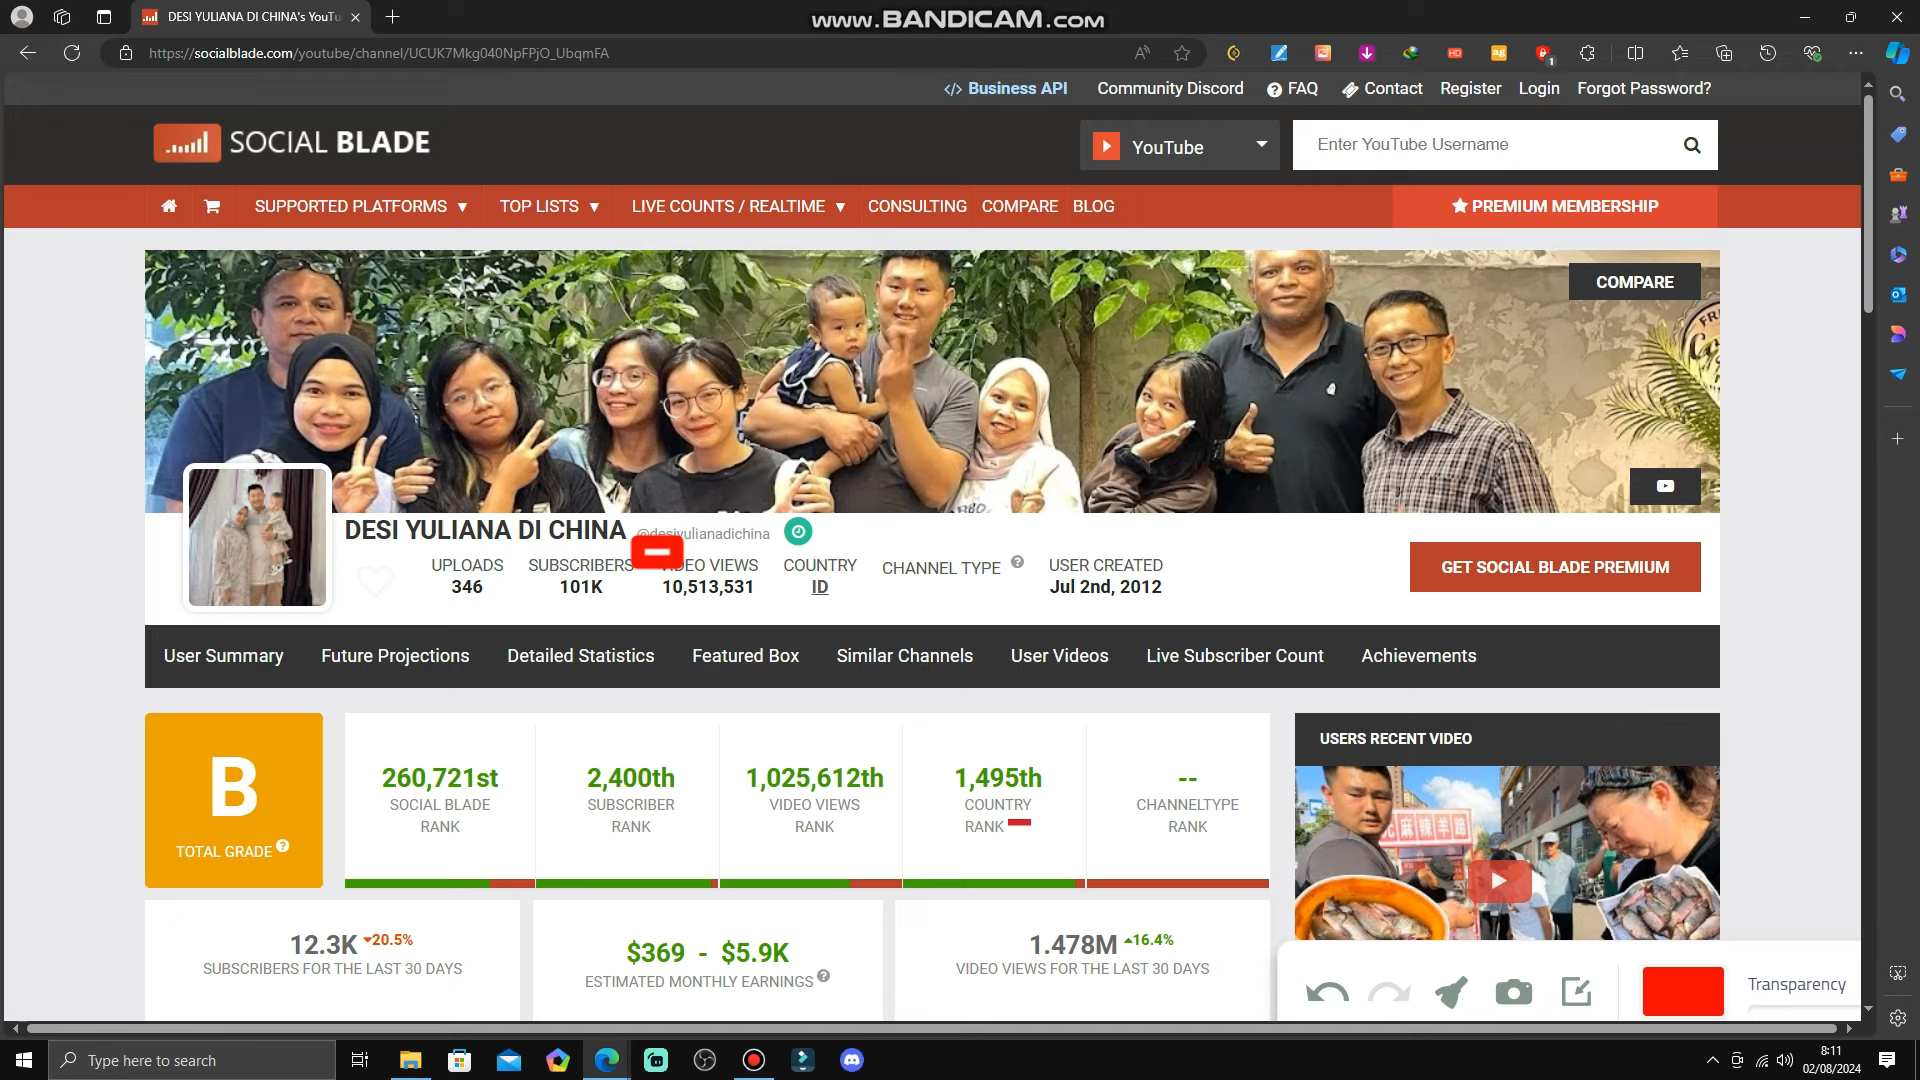 www.BANDICAM.com
DESI YULIANA DI CHINA's YouTu
https://socialblade.com/youtube/channel/UCUK7Mkg040NpFPjO_UbqmFA
</> Business API Community Discord FAQ Contact Register Login Forgot Password?
SOCIAL BLADE
YouTube
Enter YouTube Username
SUPPORTED PLATFORMS TOP LISTS LIVE COUNTS / REALTIME CONSULTING COMPARE BLOG PREMIUM MEMBERSHIP
COMPARE
DESI YULIANA DI CHINA @desiyulianadichina
UPLOADS SUBSCRIBERS VIDEO VIEWS COUNTRY CHANNEL TYPE USER CREATED
346 101K 10,513,531 ID Jul 2nd, 2012
GET SOCIAL BLADE PREMIUM
User Summary Future Projections Detailed Statistics Featured Box Similar Channels User Videos Live Subscriber Count Achievements
B
TOTAL GRADE
260,721st
SOCIAL BLADE
RANK
2,400th
SUBSCRIBER
RANK
1,025,612th
VIDEO VIEWS
RANK
1,495th
COUNTRY
RANK
--
CHANNELTYPE
RANK
USERS RECENT VIDEO
麻辣羊蹄
12.3K 20.5%
SUBSCRIBERS FOR THE LAST 30 DAYS
$369 - $5.9K
ESTIMATED MONTHLY EARNINGS
1.478M 16.4%
VIDEO VIEWS FOR THE LAST 30 DAYS
Transparency
Type here to search
8:11
02/08/2024